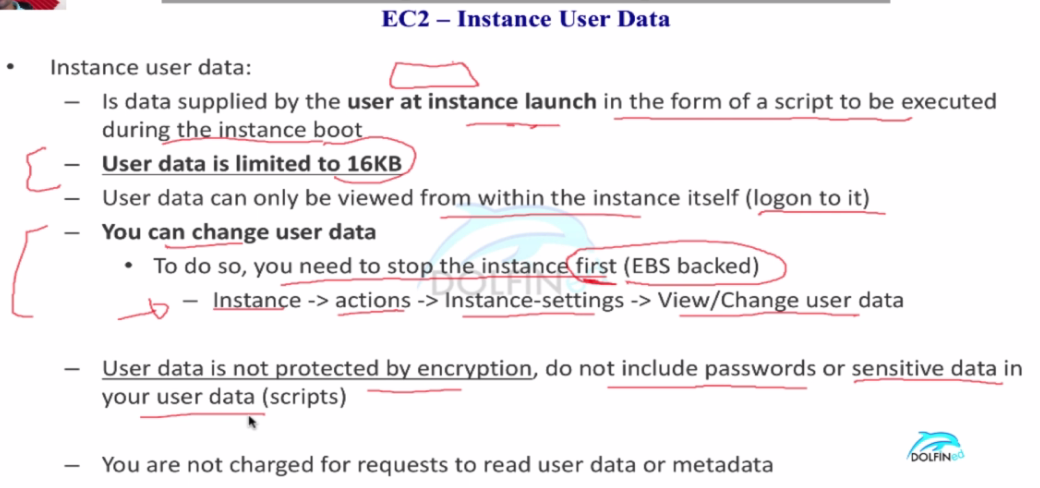 EC2 – Instance User Data
• Instance user data:
– Is data supplied by the user at instance launch in the form of a script to be executed
during the instance boot
– User data is limited to 16KB
– User data can only be viewed from within the instance itself (logon to it)
– You can change user data
• To do so, you need to stop the instance first (EBS backed)
– Instance -> actions -> Instance-settings -> View/Change user data
– User data is not protected by encryption, do not include passwords or sensitive data in
your user data (scripts)
– You are not charged for requests to read user data or metadata
DOLFINed